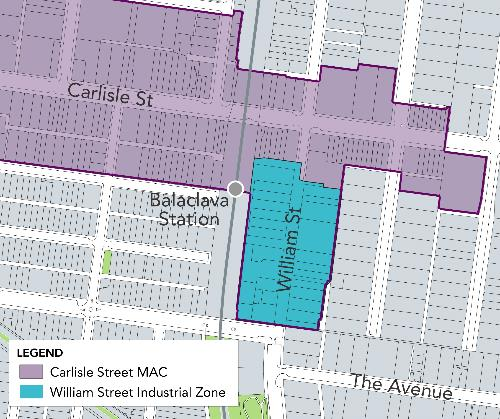 Carlisle St
Balaclava
Station
William St
LEGEND
Carlisle Street MAC
William Street Industrial Zone
The Avenue